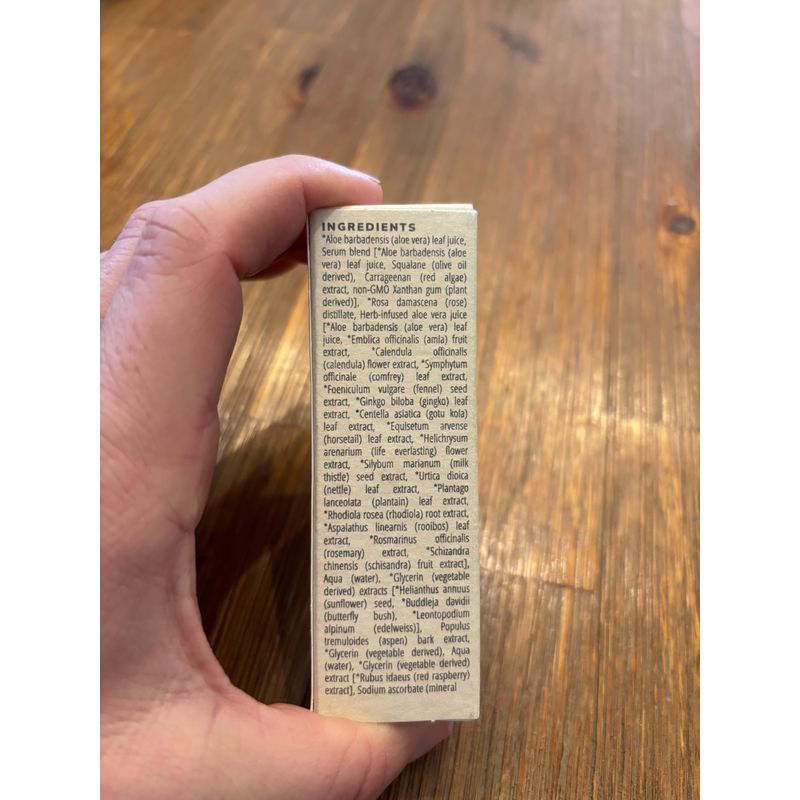 INGREDIENTS
*Aloe barbadensis (aloe vera) leaf juice,
Serum blend [*Aloe barbadensis (aloe
vera) leaf juice, Squalane (olive oil
derived), Carrageenan (red algae)
extract, non-GMO Xanthan gum (plant
derived)], *Rosa damascena (rose)
distillate, Herb-infused aloe vera juice
[*Aloe barbadensis (aloe vera) leaf
juice, *Emblica officinalis (amla) fruit
extract, *Calendula officinalis
(calendula) flower extract, *Symphytum
officinale (comfrey) leaf extract,
*Foeniculum vulgare (fennel) seed
extract, *Ginkgo biloba (gingko) leaf
extract, *Centella asiatica (gotu kola)
leaf extract, *Equisetum arvense
(horsetail) leaf extract, *Helichrysum
arenarium (life everlasting) flower
extract, *Silybum marianum (milk
thistle) seed extract, *Urtica dioica
(nettle) leaf extract, *Plantago
lanceolata (plantain) leaf extract,
*Rhodiola rosea (rhodiola) root extract,
*Aspalathus linearnis (rooibos) leaf
extract, *Rosmarinus officinalis
(rosemary) extract, *Schizandra
chinensis (schisandra) fruit extract],
Aqua (water), *Glycerin (vegetable
derived) extracts [*Helianthus annuus
(sunflower) seed, *Buddleja davidii
(butterfly bush), *Leontopodium
alpinum (edelweiss)], Populus
tremuloides (aspen) bark extract,
*Glycerin (vegetable derived), Aqua
(water), *Glycerin (vegetable derived)
extract [*Rubus idaeus (red raspberry)
extract], Sodium ascorbate (mineral